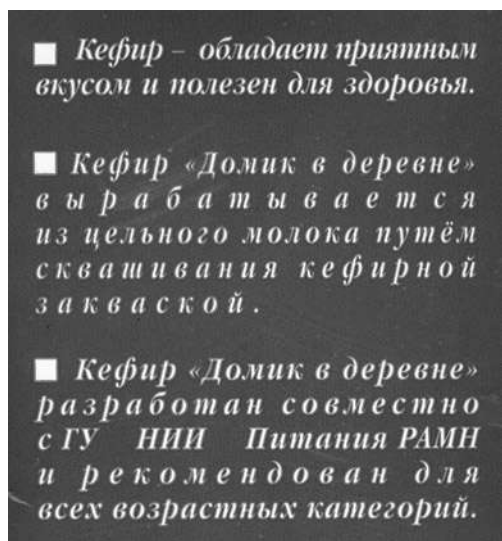 ■ Кефир – обладает приятным
вкусом и полезен для здоровья.
■ Кефир «Домик в деревне»
вырабатывается
из цельного молока путём
сквашивания кефирной
закваской.
■ Кефир «Домик в деревне»
разработан совместно
с ГУ НИИ Питания РАМН
и рекомендован для
всех возрастных категорий.